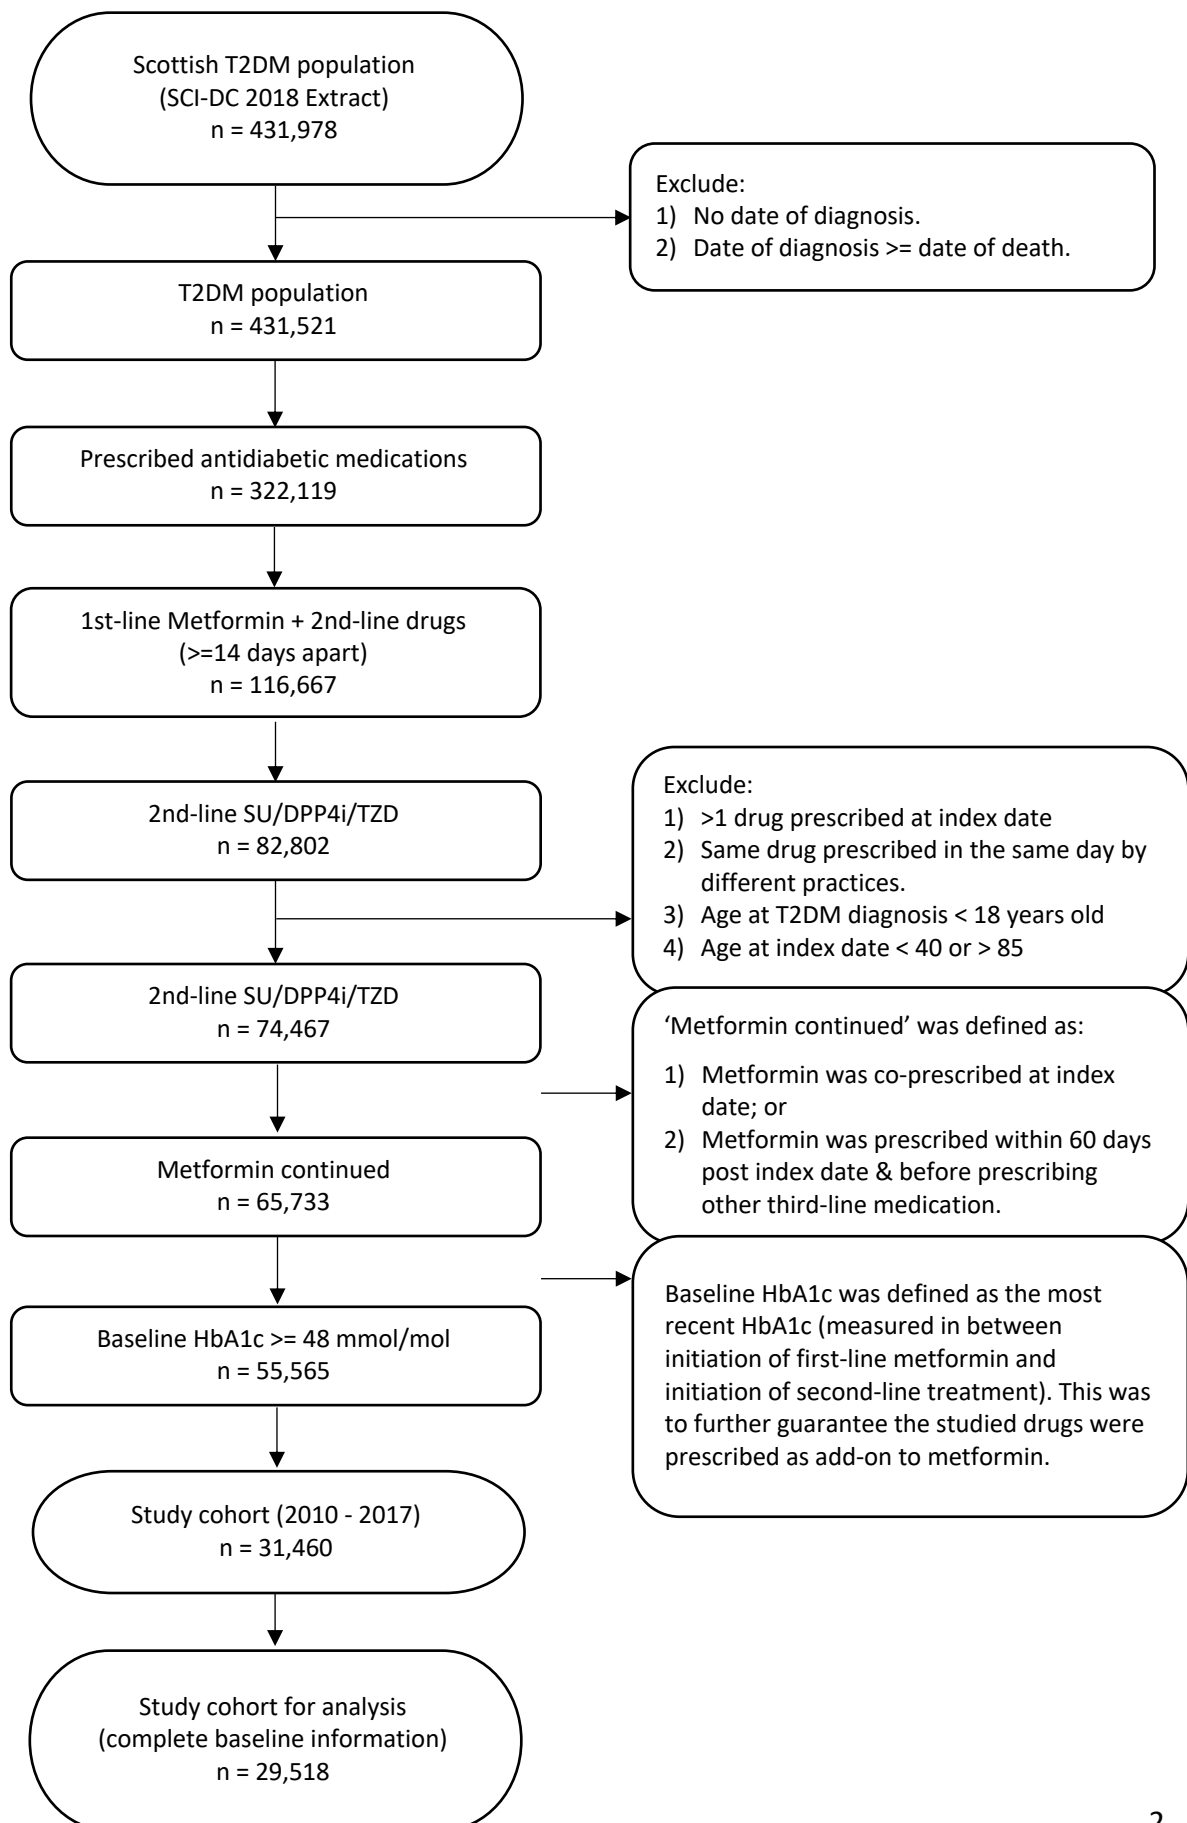 Scottish T2DM population
(SCI-DC 2018 Extract)
n = 431,978
Exclude:
1) No date of diagnosis.
2) Date of diagnosis >= date of death.
T2DM population
n = 431,521
Prescribed antidiabetic medications
n = 322,119
1st-line Metformin + 2nd-line drugs
(>=14 days apart)
n = 116,667
2nd-line SU/DPP4i/TZD
n = 82,802
Exclude:
1) >1 drug prescribed at index date
2) Same drug prescribed in the same day by
different practices.
3) Age at T2DM diagnosis < 18 years old
4) Age at index date < 40 or > 85
2nd-line SU/DPP4i/TZD
n = 74,467
‘Metformin continued’ was defined as:
1) Metformin was co-prescribed at index
date; or
2) Metformin was prescribed within 60 days
post index date & before prescribing
other third-line medication.
Metformin continued
n = 65,733
Baseline HbA1c was defined as the most
recent HbA1c (measured in between
initiation of first-line metformin and
initiation of second-line treatment). This was
to further guarantee the studied drugs were
prescribed as add-on to metformin.
Baseline HbA1c >= 48 mmol/mol
n = 55,565
Study cohort (2010 - 2017)
n = 31,460
Study cohort for analysis
(complete baseline information)
n = 29,518
2